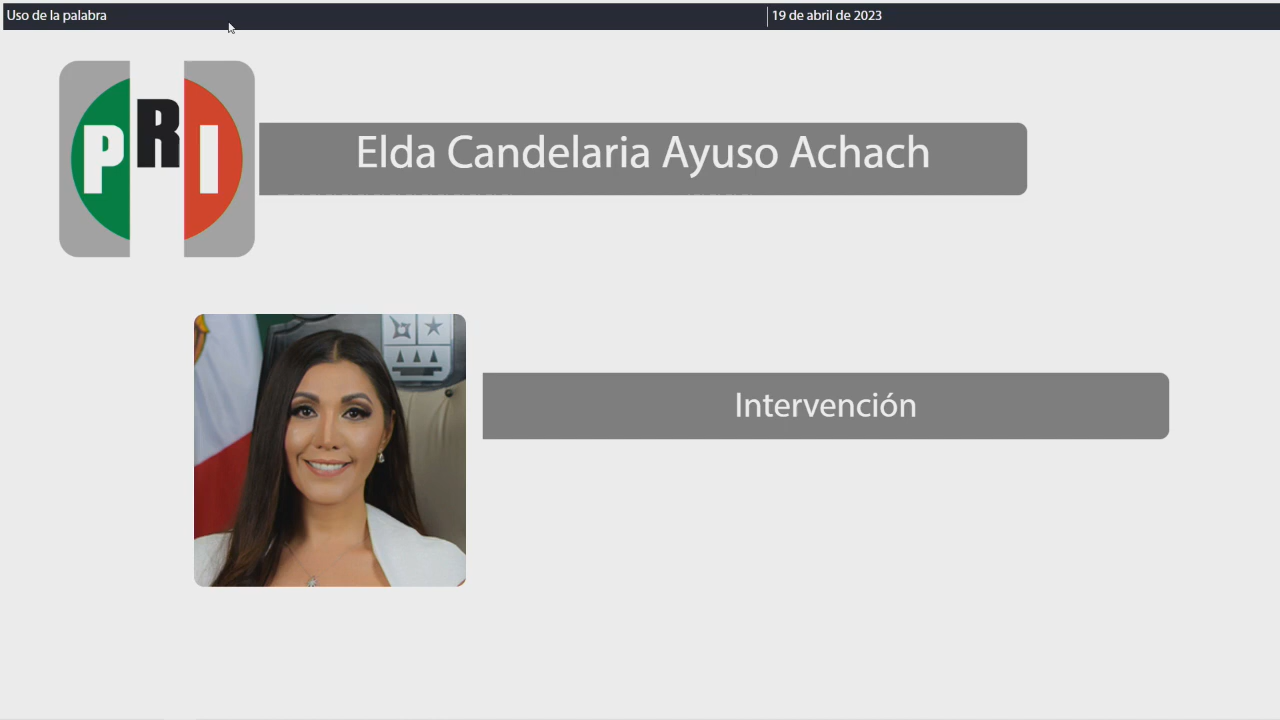 Uso de la palabra
19 de abril de 2023
PRI
Elda Candelaria Ayuso Achach
Intervención